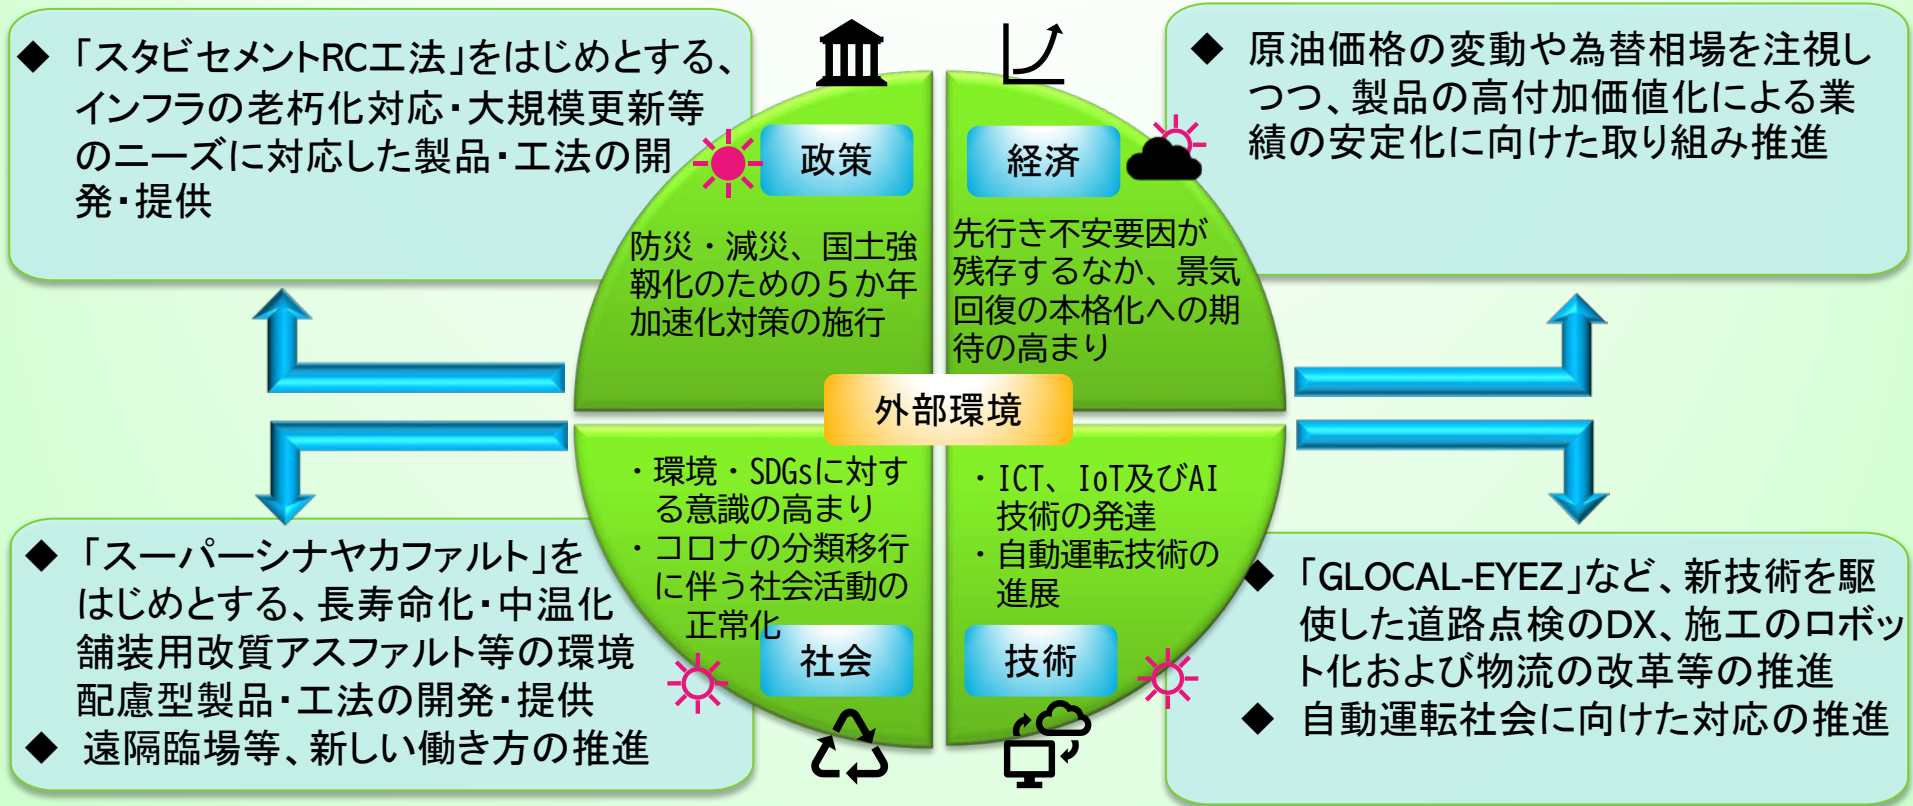 ◆ 「スタビセメントRC工法」をはじめとする、
インフラの老朽化対応・大規模更新等
のニーズに対応した製品・工法の開
発・提供
◆ 原油価格の変動や為替相場を注視し
つつ、製品の高付加価値化による業
績の安定化に向けた取り組み推進
政策
防災・減災、国土強
靱化のための５か年
加速化対策の施行
経済
先行き不安要因が
残存するなか、景気
回復の本格化への期
待の高まり
外部環境
・環境・SDGsに対す
る意識の高まり
・コロナの分類移行
に伴う社会活動の
正常化
社会
・ICT、IoT及びAI
技術の発達
・自動運転技術の
進展
技術
◆ 「スーパーシナヤカファルト」を
はじめとする、長寿命化・中温化
舗装用改質アスファルト等の環境
配慮型製品・工法の開発・提供
◆ 遠隔臨場等、新しい働き方の推進
◆ 「GLOCAL-EYEZ」など、新技術を駆
使した道路点検のDX、施工のロボッ
ト化および物流の改革等の推進
◆ 自動運転社会に向けた対応の推進